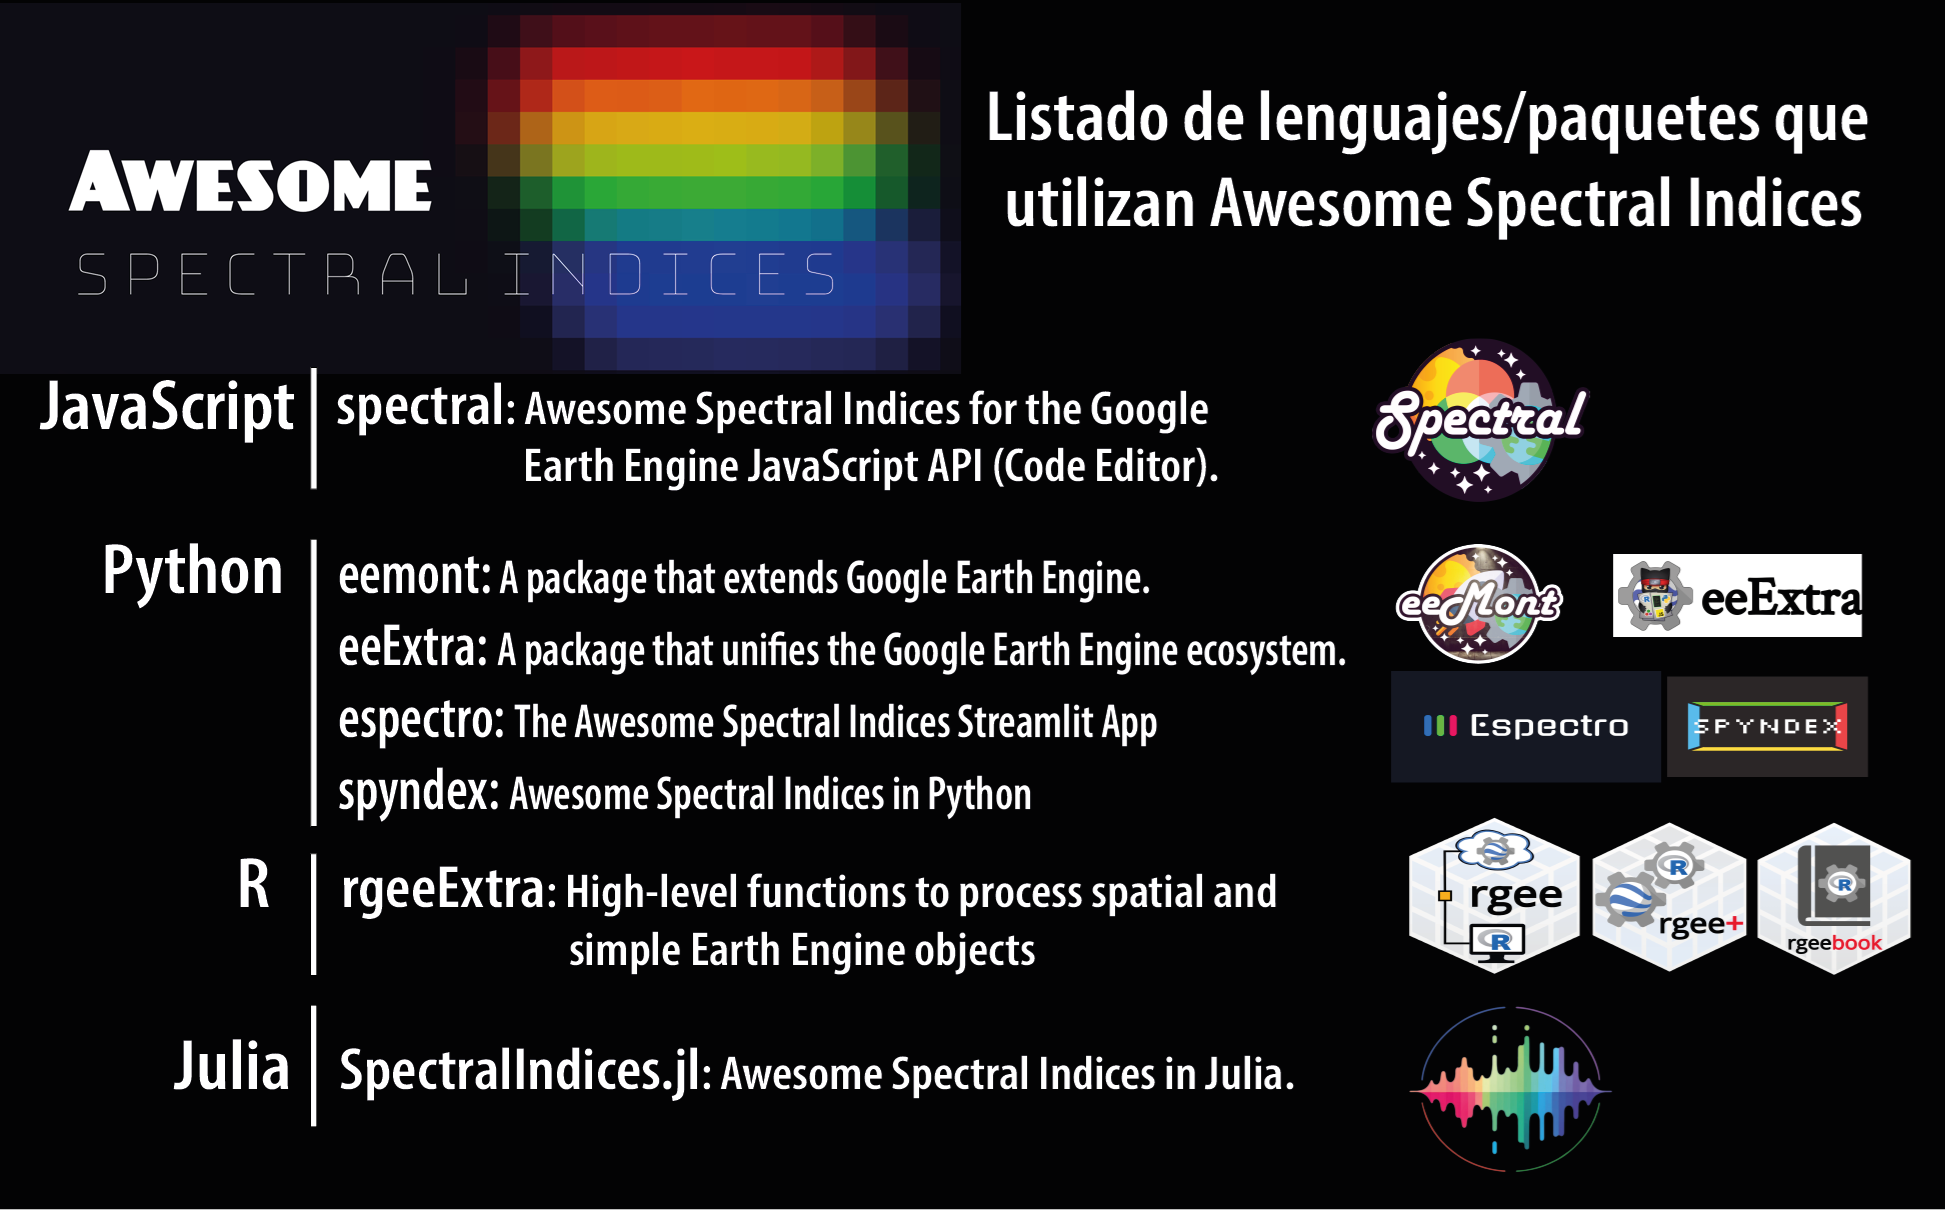 AWESOME
SPECTRAL INDICES
Listado de lenguajes/paquetes que
utilizan Awesome Spectral Indices
JavaScript
spectral: Awesome Spectral Indices for the Google
Earth Engine JavaScript API (Code Editor).
Spectral
Python
eemont: A package that extends Google Earth Engine.
eeExtra: A package that unifies the Google Earth Engine ecosystem.
espectro: The Awesome Spectral Indices Streamlit App
spyndex: Awesome Spectral Indices in Python
eeMont
eeExtra
Espectro
SPYNDEX
R
rgeeExtra: High-level functions to process spatial and
simple Earth Engine objects
rgee
R
R
rgee+
R
rgeebook
Julia
SpectralIndices.jl: Awesome Spectral Indices in Julia.